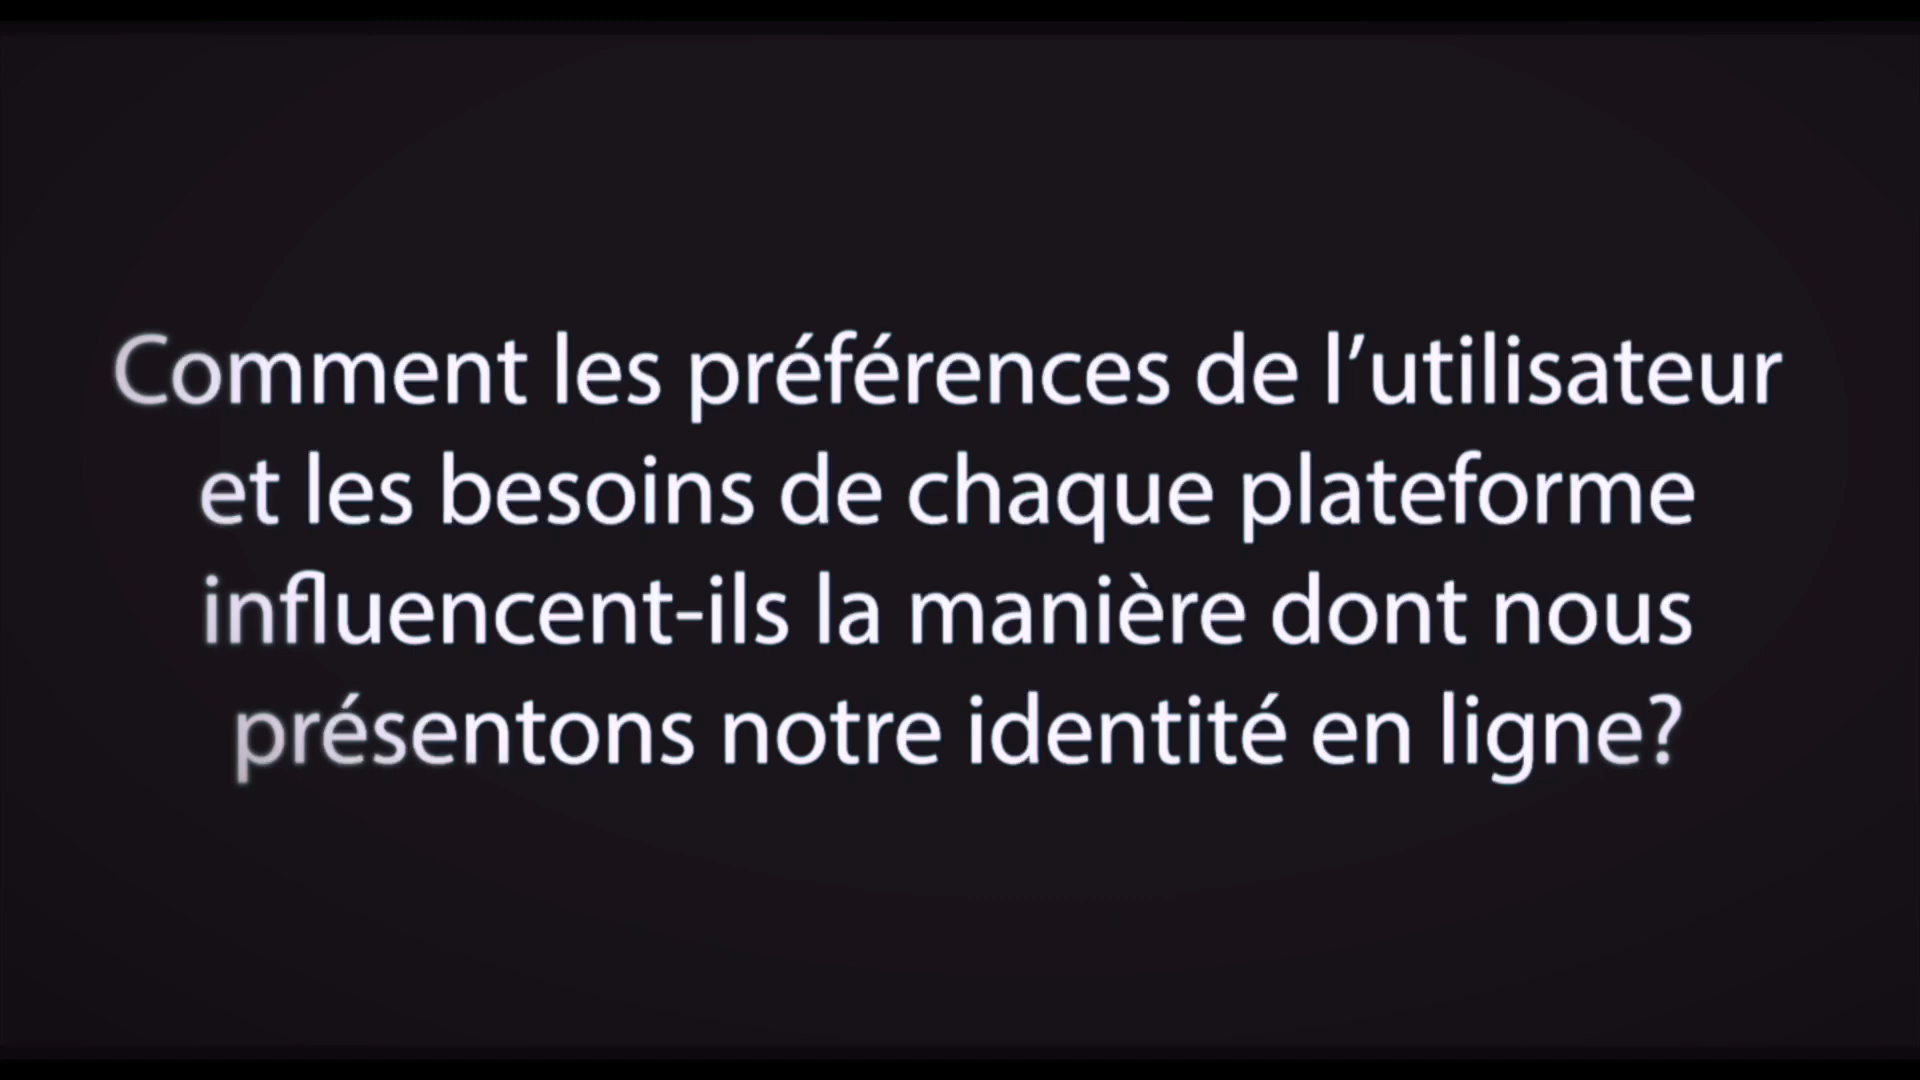 Comment les préférences de l’utilisateur
et les besoins de chaque plateforme
influencent-ils la manière dont nous
présentons notre identité en ligne?